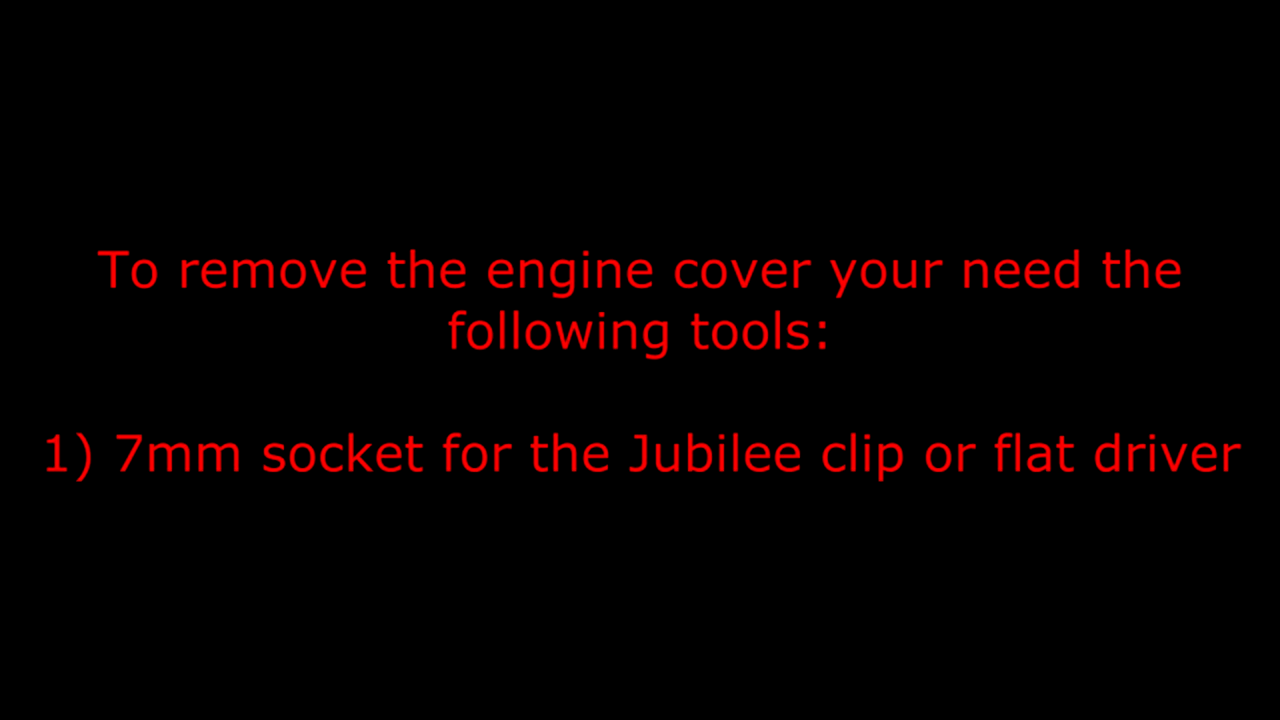 To remove the engine cover your need the
following tools:
1) 7mm socket for the Jubilee clip or flat driver